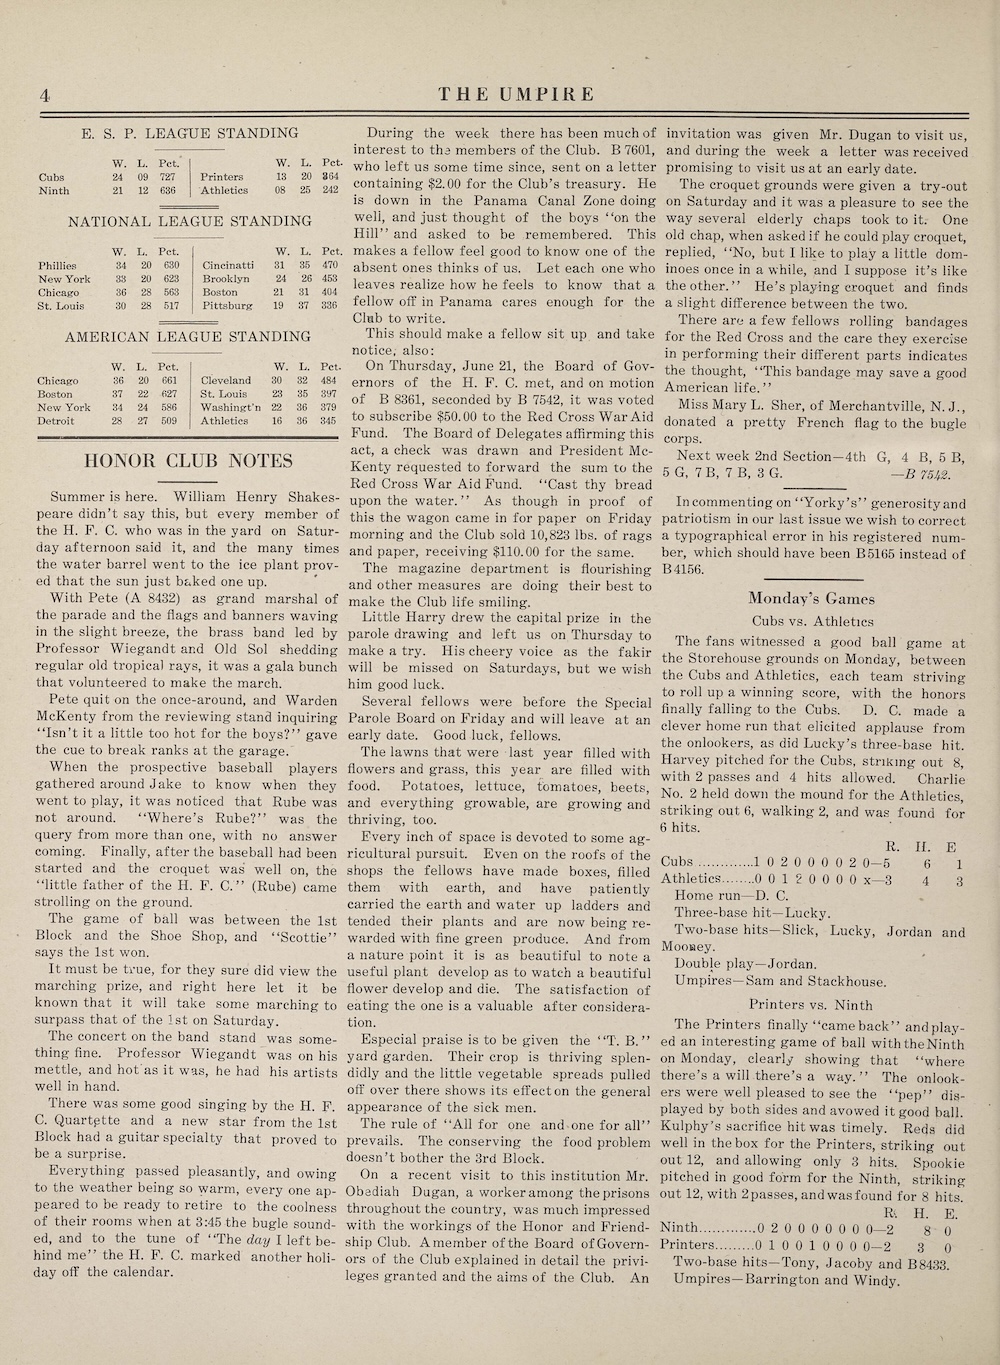 4
THE UMPIRE
E. S. P. LEAGUE STANDING
W. L. Pct. W. L. Pct.
Cubs 24 09 727 Printers 13 20 364
Ninth 21 12 636 Athletics 08 25 242
NATIONAL LEAGUE STANDING
W. L. Pct. W. L. Pct.
Phillies 34 20 630 Cincinatti 31 35 470
New York 33 20 623 Brooklyn 24 26 453
Chicago 36 28 563 Boston 21 31 404
St. Louis 30 28 517 Pittsburg 19 37 336
AMERICAN LEAGUE STANDING
W. L. Pct. W. L. Pct.
Chicago 36 20 661 Cleveland 30 32 484
Boston 37 22 627 St. Louis 23 35 397
New York 34 24 586 Washingt'n 22 36 379
Detroit 28 27 509 Athletics 16 36 345
HONOR CLUB NOTES
Summer is here. William Henry Shakes-
peare didn't say this, but every member of
the H. F. C. who was in the yard on Satur-
day afternoon said it, and the many times
the water barrel went to the ice plant prov-
ed that the sun just baked one up.
With Pete (A 8432) as grand marshal of
the parade and the flags and banners waving
in the slight breeze, the brass band led by
Professor Wiegandt and Old Sol shedding
regular old tropical rays, it was a gala bunch
that volunteered to make the march.
Pete quit on the once-around, and Warden
McKenty from the reviewing stand inquiring
"Isn't it a little too hot for the boys?" gave
the cue to break ranks at the garage.
When the prospective baseball players
gathered around Jake to know when they
went to play, it was noticed that Rube was
not around. "Where's Rube?" was the
query from more than one, with no answer
coming. Finally, after the baseball had been
started and the croquet was well on, the
"little father of the H. F. C." (Rube) came
strolling on the ground.
The game of ball was between the 1st
Block and the Shoe Shop, and "Scottie"
says the 1st won.
It must be true, for they sure did view the
marching prize, and right here let it be
known that it will take some marching to
surpass that of the 1st on Saturday.
The concert on the band stand was some-
thing fine. Professor Wiegandt was on his
mettle, and hot as it was, he had his artists
well in hand.
There was some good singing by the H. F.
C. Quartette and a new star from the 1st
Block had a guitar specialty that proved to
be a surprise.
Everything passed pleasantly, and owing
to the weather being so warm, every one ap-
peared to be ready to retire to the coolness
of their rooms when at 3:45 the bugle sound-
ed, and to the tune of "The day I left be-
hind me" the H. F. C. marked another holi-
day off the calendar.
During the week there has been much of
interest to the members of the Club. B 7601,
who left us some time since, sent on a letter
containing $2.00 for the Club's treasury. He
is down in the Panama Canal Zone doing
well, and just thought of the boys "on the
Hill" and asked to be remembered. This
makes a fellow feel good to know one of the
absent ones thinks of us. Let each one who
leaves realize how he feels to know that a
fellow off in Panama cares enough for the
Club to write.
This should make a fellow sit up and take
notice, also:
On Thursday, June 21, the Board of Gov-
ernors of the H. F. C. met, and on motion
of B 8361, seconded by B 7542, it was voted
to subscribe $50.00 to the Red Cross War Aid
Fund. The Board of Delegates affirming this
act, a check was drawn and President Mc-
Kenty requested to forward the sum to the
Red Cross War Aid Fund. "Cast thy bread
upon the water." As though in proof of
this the wagon came in for paper on Friday
morning and the Club sold 10,823 lbs. of rags
and paper, receiving $110.00 for the same.
The magazine department is flourishing
and other measures are doing their best to
make the Club life smiling.
Little Harry drew the capital prize in the
parole drawing and left us on Thursday to
make a try. His cheery voice as the fakir
will be missed on Saturdays, but we wish
him good luck.
Several fellows were before the Special
Parole Board on Friday and will leave at an
early date. Good luck, fellows.
The lawns that were last year filled with
flowers and grass, this year are filled with
food. Potatoes, lettuce, tomatoes, beets,
and everything growable, are growing and
thriving, too.
Every inch of space is devoted to some ag-
ricultural pursuit. Even on the roofs of the
shops the fellows have made boxes, filled
them with earth, and have patiently
carried the earth and water up ladders and
tended their plants and are now being re-
warded with fine green produce. And from
a nature point it is as beautiful to note a
useful plant develop as to watch a beautiful
flower develop and die. The satisfaction of
eating the one is a valuable after considera-
tion.
Especial praise is to be given the "T. B."
yard garden. Their crop is thriving splen-
didly and the little vegetable spreads pulled
off over there shows its effect on the general
appearance of the sick men.
The rule of "All for one and one for all"
prevails. The conserving the food problem
doesn't bother the 3rd Block.
On a recent visit to this institution Mr.
Obediah Dugan, a worker among the prisons
throughout the country, was much impressed
with the workings of the Honor and Friend-
ship Club. A member of the Board of Govern-
ors of the Club explained in detail the privi-
leges granted and the aims of the Club. An
invitation was given Mr. Dugan to visit us,
and during the week a letter was received
promising to visit us at an early date.
The croquet grounds were given a try-out
on Saturday and it was a pleasure to see the
way several elderly chaps took to it. One
old chap, when asked if he could play croquet,
replied, "No, but I like to play a little dom-
inoes once in a while, and I suppose it's like
the other." He's playing croquet and finds
a slight difference between the two.
There are a few fellows rolling bandages
for the Red Cross and the care they exercise
in performing their different parts indicates
the thought, "This bandage may save a good
American life."
Miss Mary L. Sher, of Merchantville, N. J.,
donated a pretty French flag to the bugle
corps.
Next week 2nd Section—4th G, 4 B, 5 B,
5 G, 7 B, 7 B, 3 G. —B 7542.
In commenting on "Yorky's" generosity and
patriotism in our last issue we wish to correct
a typographical error in his registered num-
ber, which should have been B 5165 instead of
B 4156.
Monday's Games
Cubs vs. Athletics
The fans witnessed a good ball game at
the Storehouse grounds on Monday, between
the Cubs and Athletics, each team striving
to roll up a winning score, with the honors
finally falling to the Cubs. D. C. made a
clever home run that elicited applause from
the onlookers, as did Lucky's three-base hit.
Harvey pitched for the Cubs, striking out 8,
with 2 passes and 4 hits allowed. Charlie
No. 2 held down the mound for the Athletics,
striking out 6, walking 2, and was found for
6 hits.
R. H. E
Cubs .............1 0 2 0 0 0 0 2 0—5 6 1
Athletics........0 0 1 2 0 0 0 0 x—3 4 3
Home run—D. C.
Three-base hit—Lucky.
Two-base hits—Slick, Lucky, Jordan and
Mooney.
Double play—Jordan.
Umpires—Sam and Stackhouse.
Printers vs. Ninth
The Printers finally "came back" and play-
ed an interesting game of ball with the Ninth
on Monday, clearly showing that "where
there's a will there's a way." The onlook-
ers were well pleased to see the "pep" dis-
played by both sides and avowed it good ball.
Kulphy's sacrifice hit was timely. Reds did
well in the box for the Printers, striking out
out 12, and allowing only 3 hits. Spookie
pitched in good form for the Ninth, striking
out 12, with 2 passes, and was found for 8 hits.
R. H. E.
Ninth.............0 2 0 0 0 0 0 0 0—2 8 0
Printers.........0 1 0 0 1 0 0 0 0—2 3 0
Two-base hits—Tony, Jacoby and B 8433.
Umpires—Barrington and Windy.